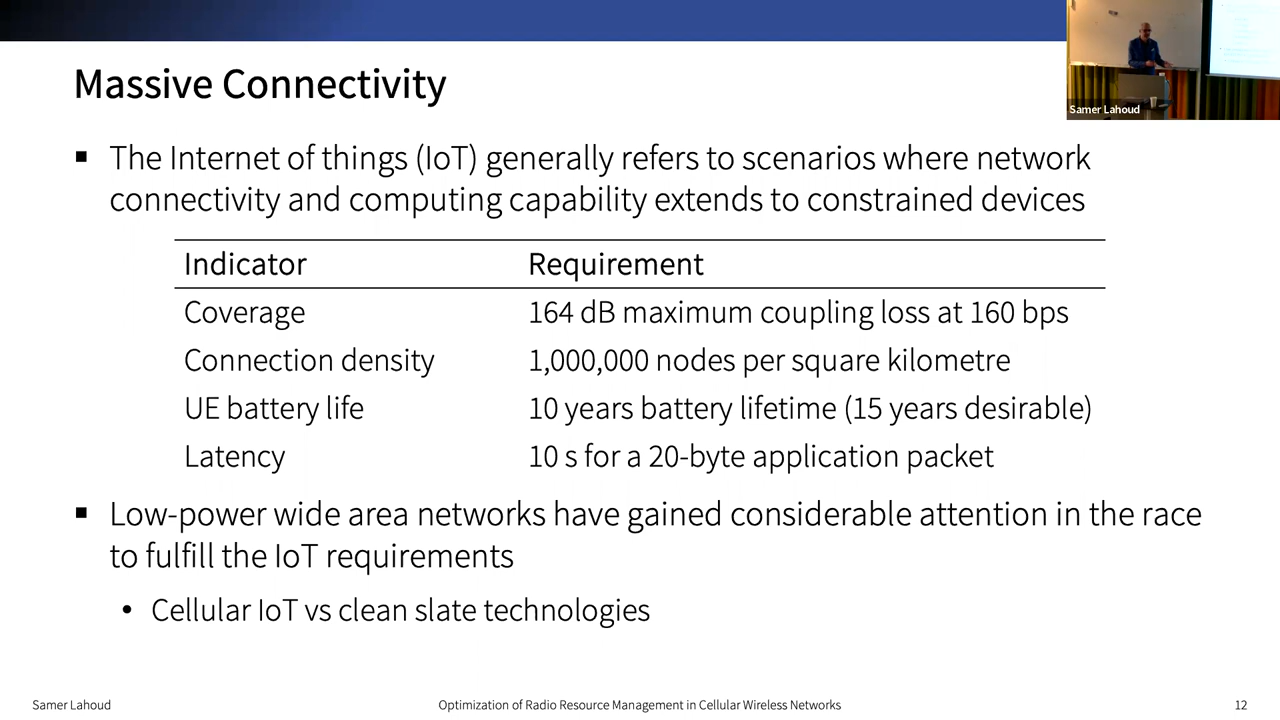 Massive Connectivity
Samer Lahoud
▪ The Internet of things (IoT) generally refers to scenarios where network
connectivity and computing capability extends to constrained devices
Indicator Requirement
Coverage 164 dB maximum coupling loss at 160 bps
Connection density 1,000,000 nodes per square kilometre
UE battery life 10 years battery lifetime (15 years desirable)
Latency 10 s for a 20-byte application packet
▪ Low-power wide area networks have gained considerable attention in the race
to fulfill the IoT requirements
• Cellular IoT vs clean slate technologies
Samer Lahoud Optimization of Radio Resource Management in Cellular Wireless Networks 12